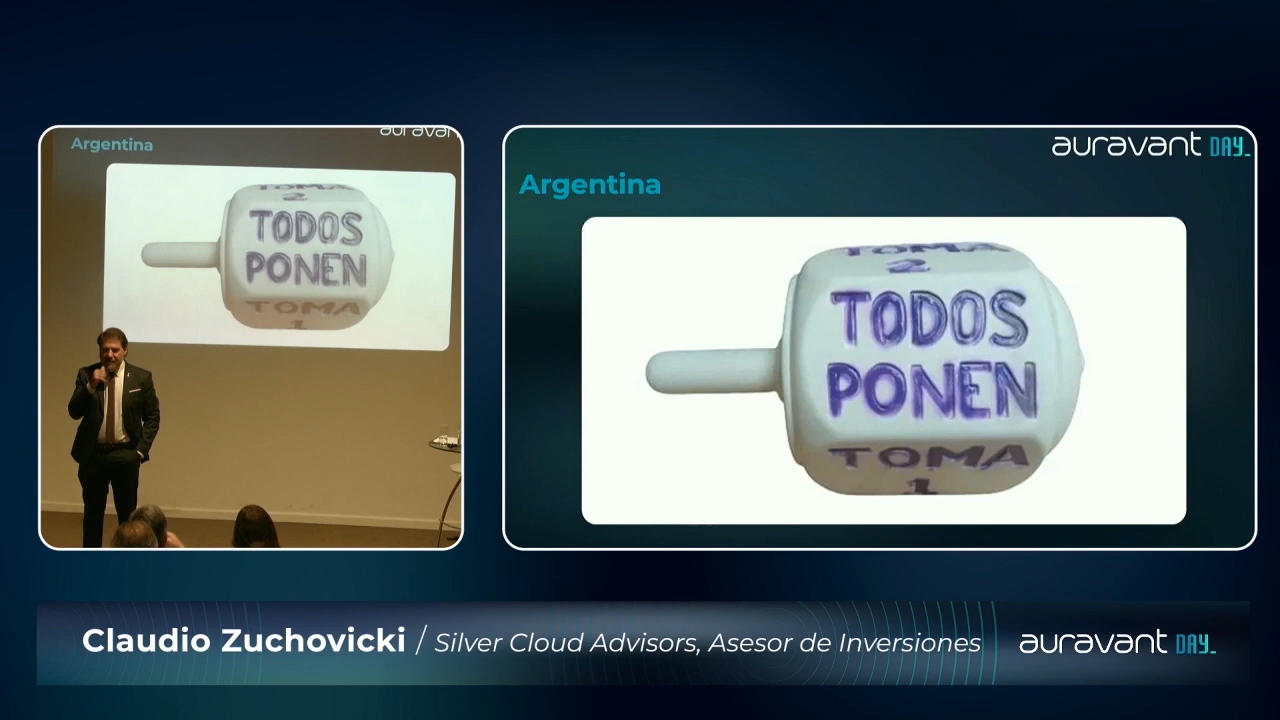 auravant
Argentina
TOMA
2
TODOS
PONEN
TOMA
1
auravant DAY_
Argentina
TOMA
2
TODOS
PONEN
TOMA
1
Claudio Zuchovicki / Silver Cloud Advisors, Asesor de Inversiones
auravant DAY_